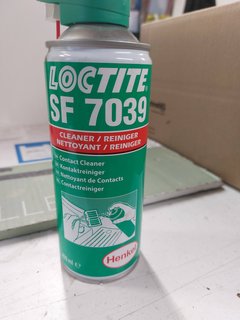 LOCTITE
SF 7039
CLEANER / REINIGER
NETTOYANT / REINIGER
Contact Cleaner
Kontaktreiniger
Nettoyant de Contacts
Contactreiniger
Henkel